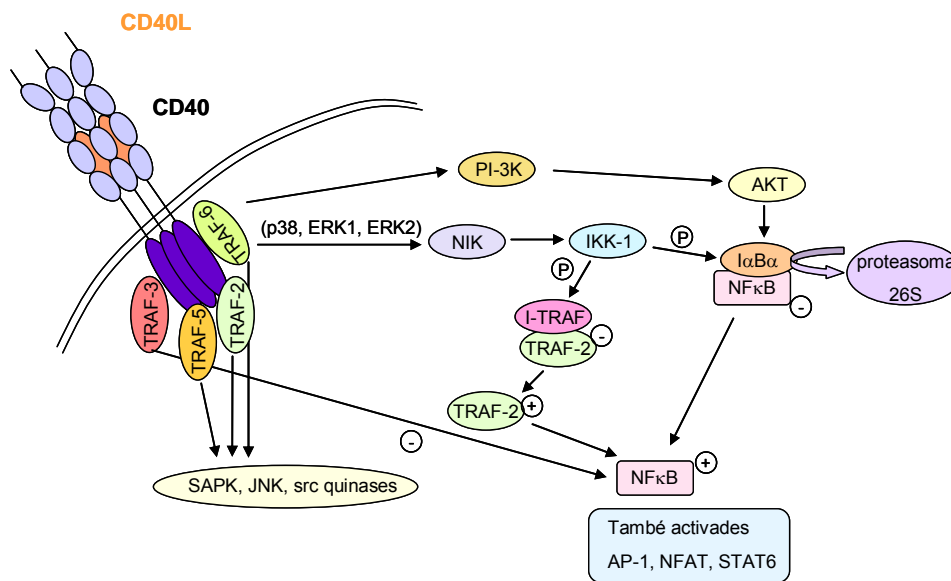 CD40L
CD40
PI-3K
AKT
TRAF-6
(p38, ERK1, ERK2)
NIK
IKK-1
P
IαBα
proteasoma
26S
NFκB
-
P
TRAF-3
TRAF-5
TRAF-2
I-TRAF
TRAF-2
-
TRAF-2
+
-
NFκB
+
SAPK, JNK, src quinases
També activades
AP-1, NFAT, STAT6